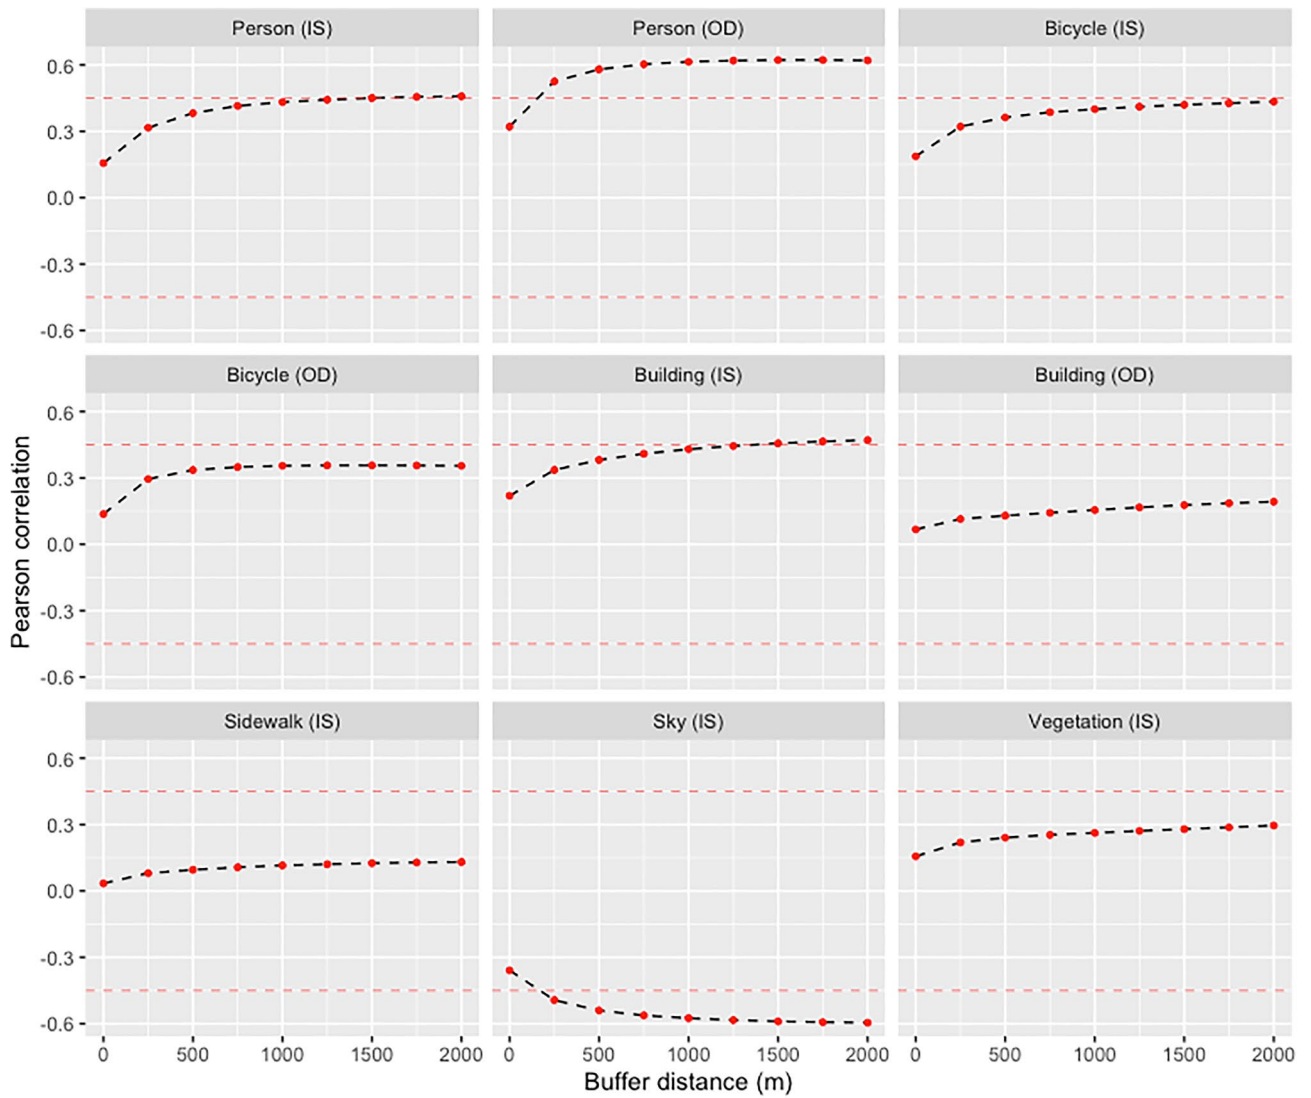 Person (IS)
Person (OD)
Bicycle (IS)
0.6
0.3
0.0
-0.3
-0.6
Bicycle (OD)
Building (IS)
Building (OD)
0.6
0.3
0.0
-0.3
-0.6
Pearson correlation
Sidewalk (IS)
Sky (IS)
Vegetation (IS)
0.6
0.3
0.0
-0.3
-0.6
0 500 1000 1500 2000
0 500 1000 1500 2000
0 500 1000 1500 2000
Buffer distance (m)